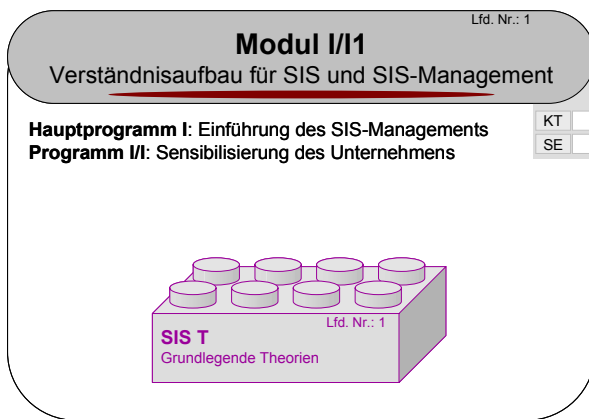 Lfd. Nr.: 1
Modul I/I1
Verständnisaufbau für SIS und SIS-Management
Hauptprogramm I: Einführung des SIS-Managements
Programm I/I: Sensibilisierung des Unternehmens
KT
SE
Lfd. Nr.: 1
SIS T
Grundlegende Theorien